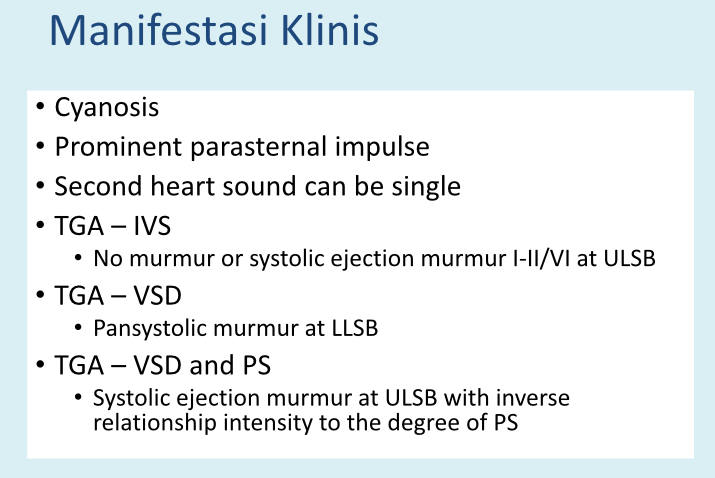 Manifestasi Klinis
• Cyanosis
• Prominent parasternal impulse
• Second heart sound can be single
• TGA – IVS
• No murmur or systolic ejection murmur I-II/VI at ULSB
• TGA – VSD
• Pansystolic murmur at LLSB
• TGA – VSD and PS
• Systolic ejection murmur at ULSB with inverse
relationship intensity to the degree of PS